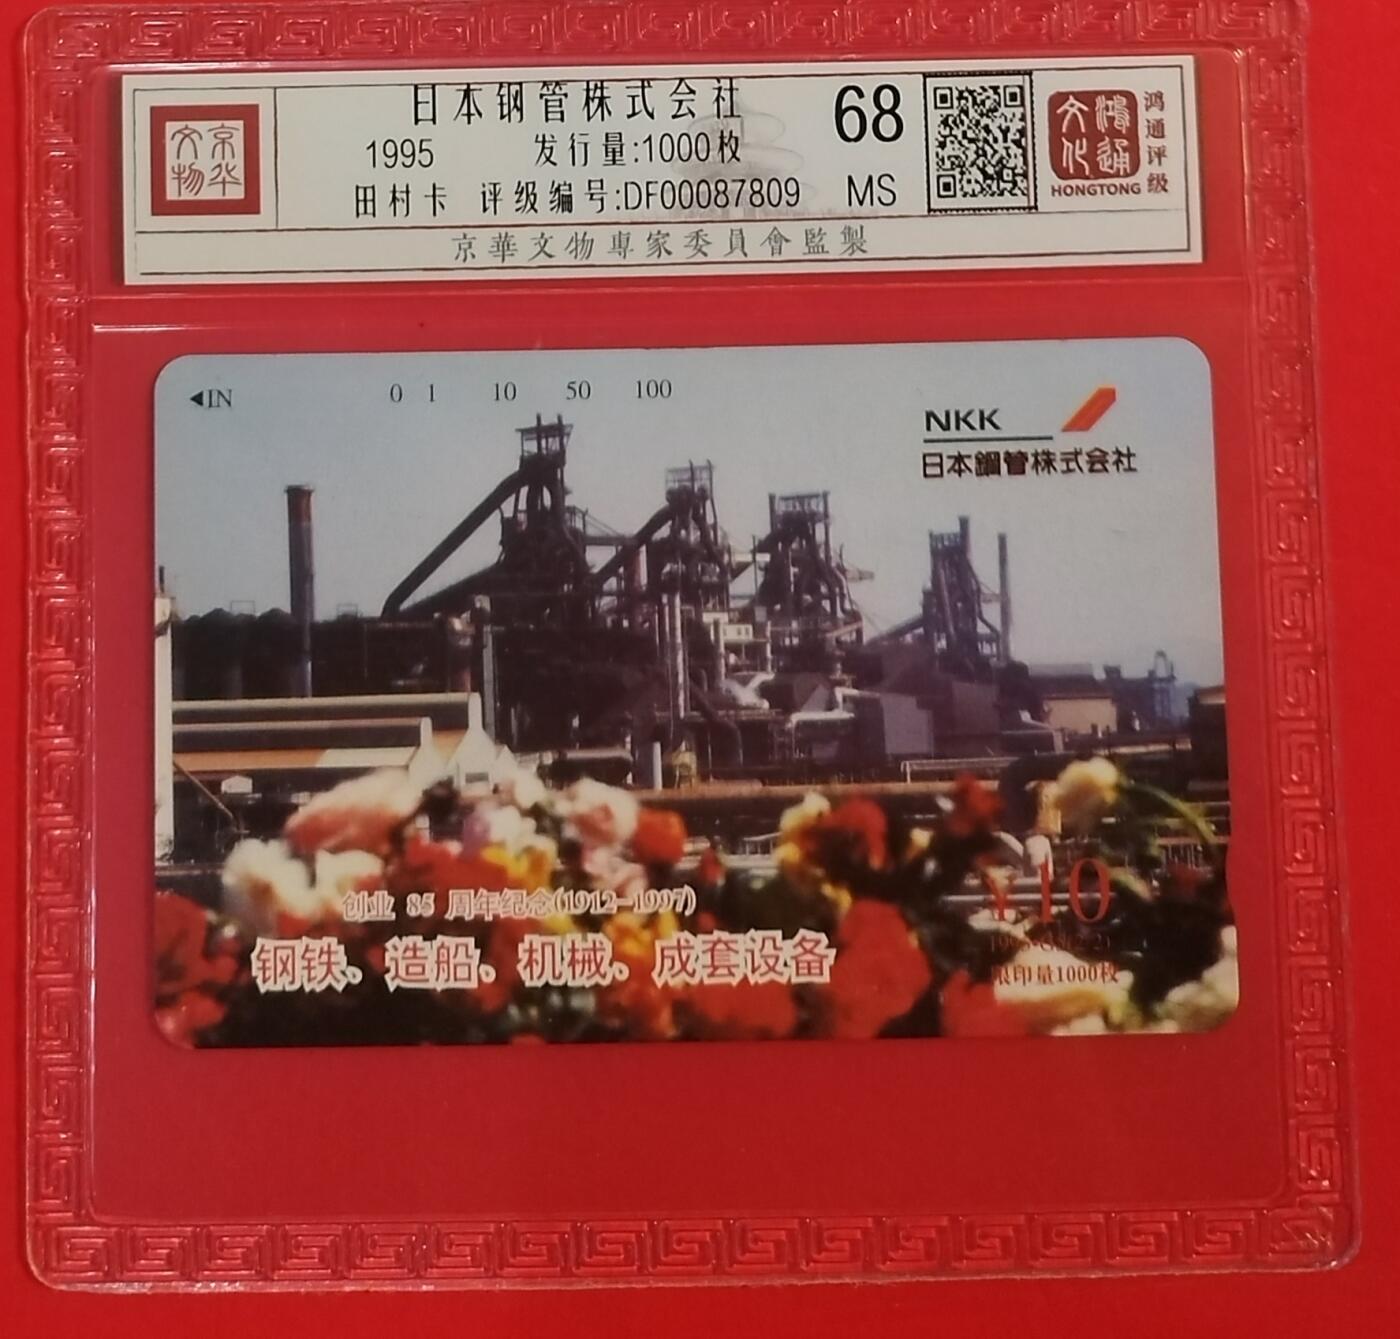 日本钢管株式会社
1995 发行量:1000枚
田村卡 评级编号:DF00087809
68
MS
京华文物
鸿通文化
HONGTONG
鸿通评级
京華文物專家委員會監製
◀IN 0 1 10 50 100
NKK
日本鋼管株式会社
创业 85 周年纪念(1912-1997)
钢铁、造船、机械、成套设备
¥10
限印量1000枚